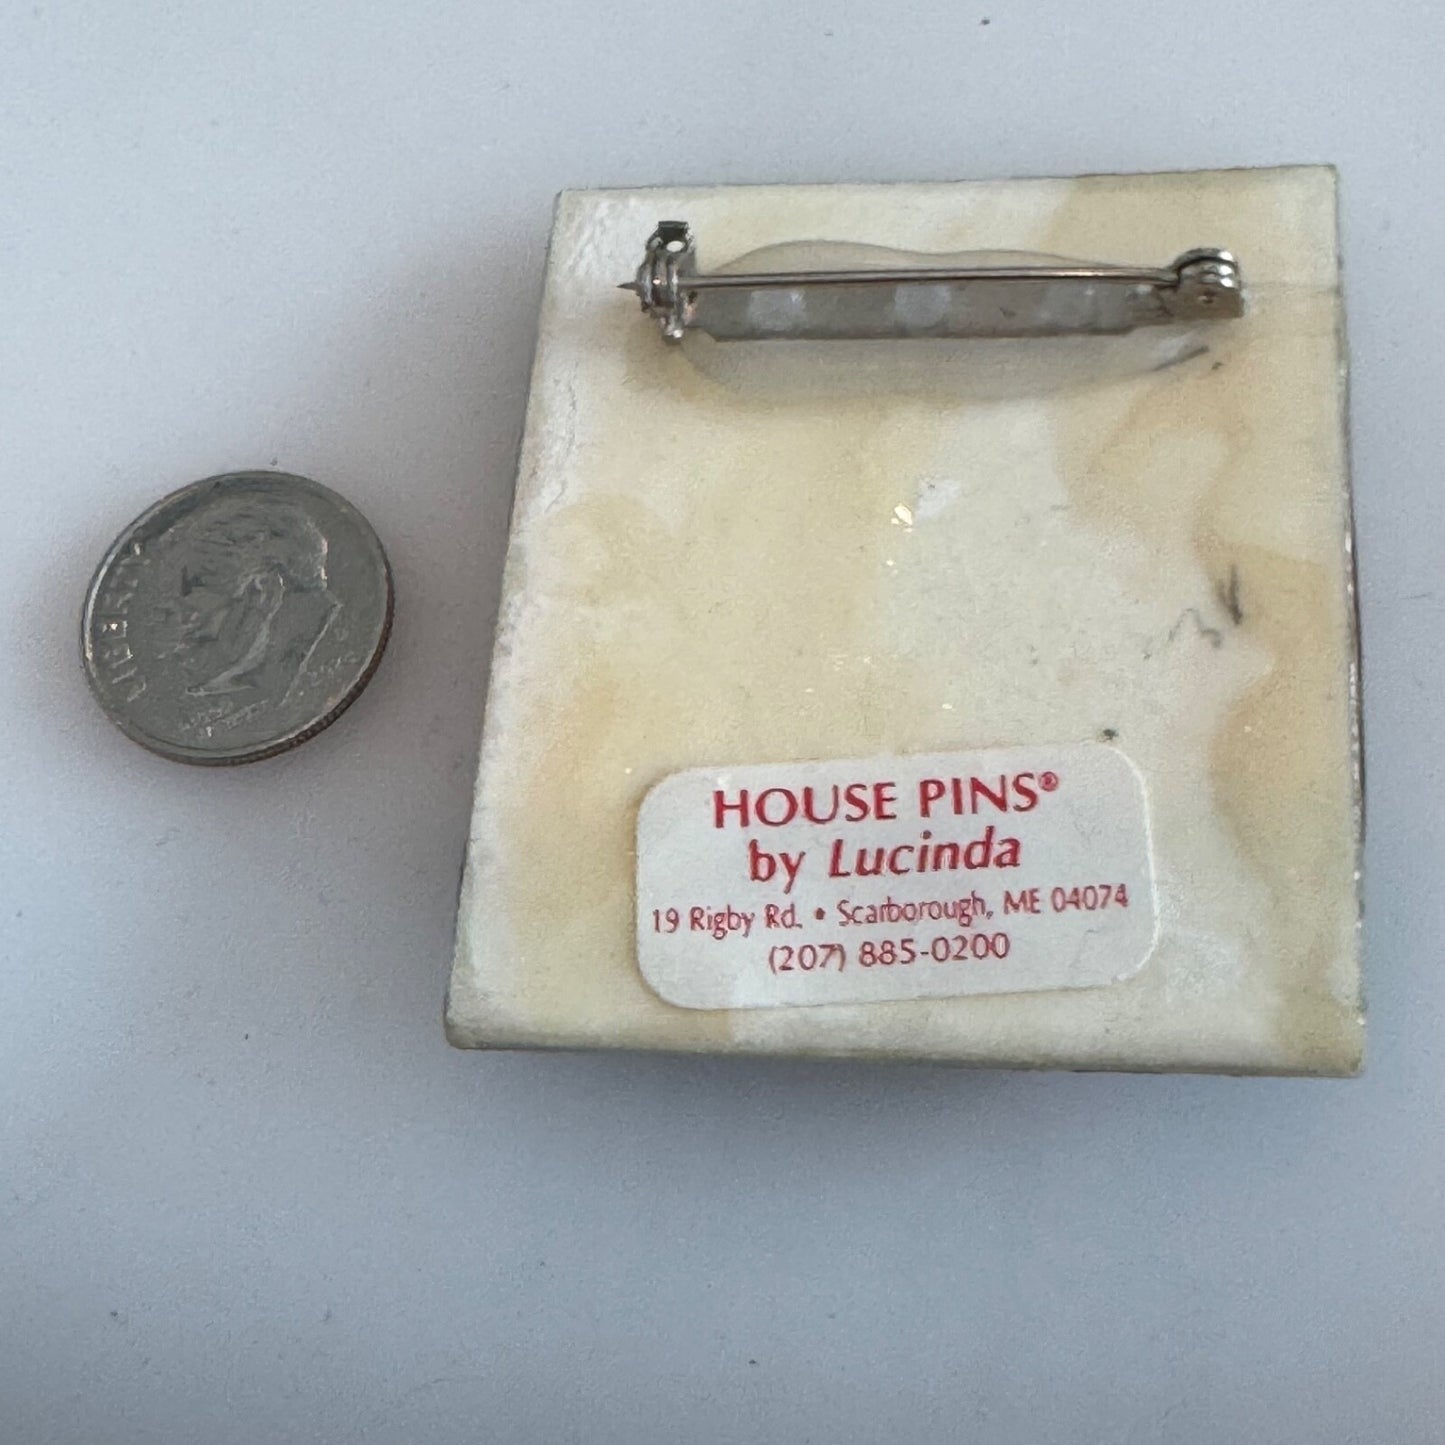 LIBERTY
HOUSE PINS®
by Lucinda
19 Rigby Rd. • Scarborough, ME 04074
(207) 885-0200